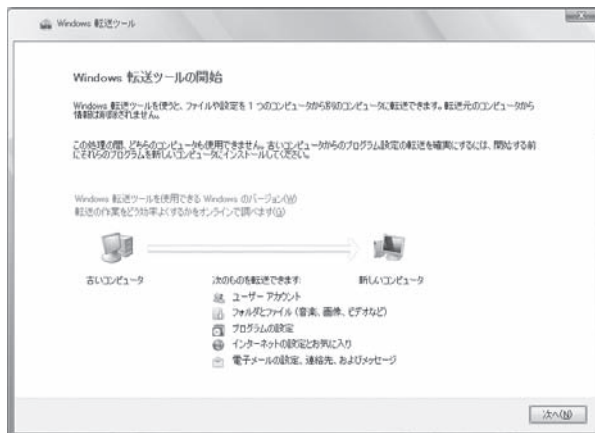 Windows 転送ツール
Windows 転送ツールの開始
Windows 転送ツールを使うと、ファイルや設定を 1 つのコンピュータから別のコンピュータに転送できます。転送元のコンピュータから
情報は削除されません。
この処理の間、どちらのコンピュータも使用できません。古いコンピュータからのプログラム設定の転送を確実にするには、開始する前
にそれらのプログラムを新しいコンピュータにインストールしてください。
Windows 転送ツールを使用できる Windows のバージョン(W)
転送の作業をどう効率よくするかをオンラインで調べます(O)
古いコンピュータ
次のものを転送できます:
新しいコンピュータ
ユーザー アカウント
フォルダとファイル (音楽、画像、ビデオなど)
プログラムの設定
インターネットの設定とお気に入り
電子メールの設定、連絡先、およびメッセージ
次へ(N)